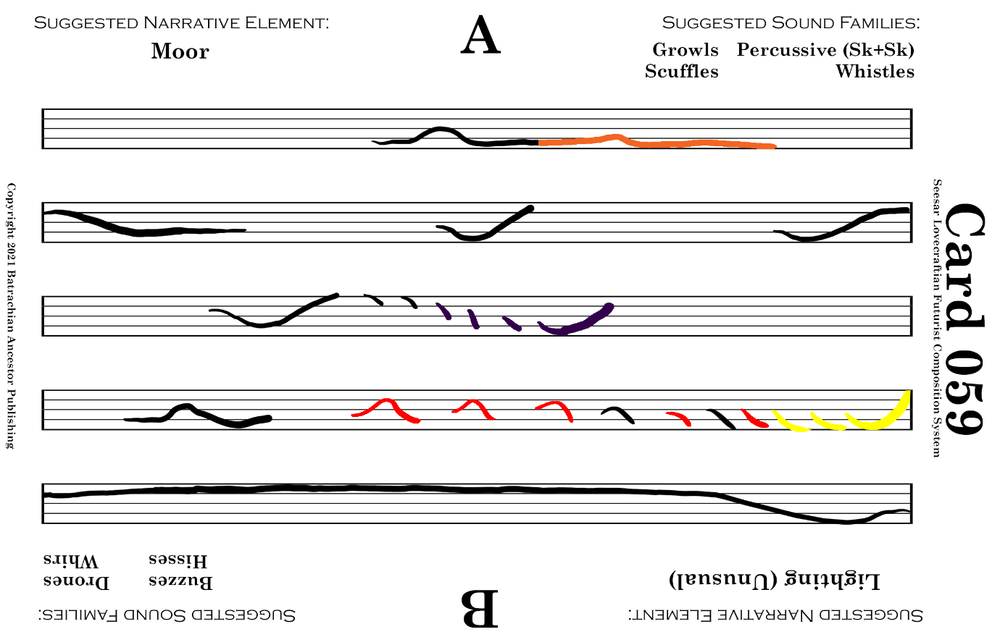 Suggested Narrative Element:
Moor
A
Suggested Sound Families:
Growls Percussive (Sk+Sk)
Scuffles Whistles
Copyright 2021 Batrachian Ancestor Publishing
Card 059
Seesar Lovecraftian Futurist Composition System
B
Suggested Narrative Element:
Lighting (Unusual)
Suggested Sound Families:
Buzzes Drones
Hisses Whirs